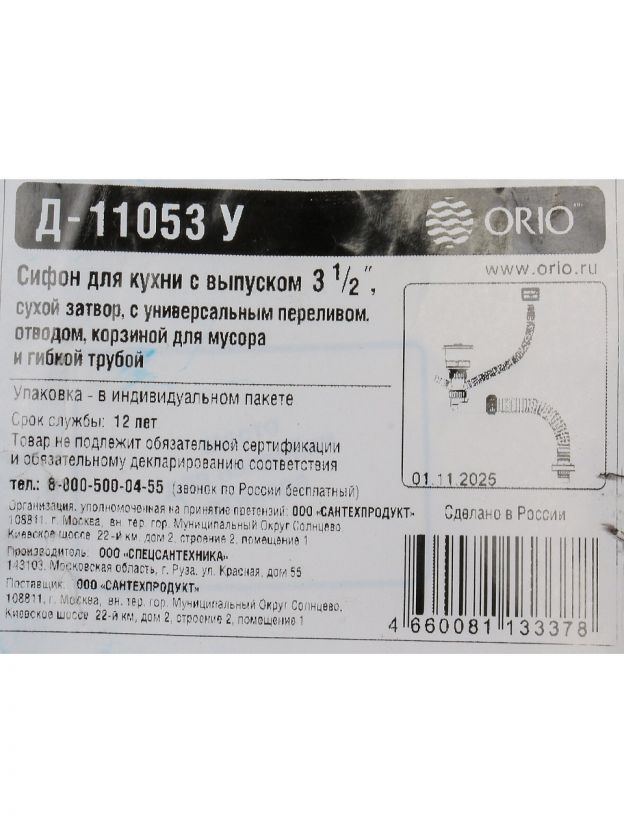 Д-11053 У
ORIO™
www.orio.ru
Сифон для кухни с выпуском 3 1/2",
сухой затвор, с универсальным переливом,
отводом, корзиной для мусора
и гибкой трубой
Упаковка - в индивидуальном пакете
Срок службы: 12 лет
Товар не подлежит обязательной сертификации
и обязательному декларированию соответствия
тел.: 8-800-500-04-55 (звонок по России бесплатный)
01.11.2025
Организация, уполномоченная на принятие претензий: ООО «САНТЕХПРОДУКТ»
108811, г. Москва, вн. тер. гор. Муниципальный Округ Солнцево,
Киевское шоссе 22-й км, дом 2, строение 2, помещение 1
Производитель: ООО «СПЕЦСАНТЕХНИКА»
143103, Московская область, г. Руза, ул. Красная, дом 55
Поставщик: ООО «САНТЕХПРОДУКТ»
108811, г. Москва, вн. тер. гор. Муниципальный Округ Солнцево,
Киевское шоссе 22-й км, дом 2, строение 2, помещение 1
Сделано в России
4 660081 133378